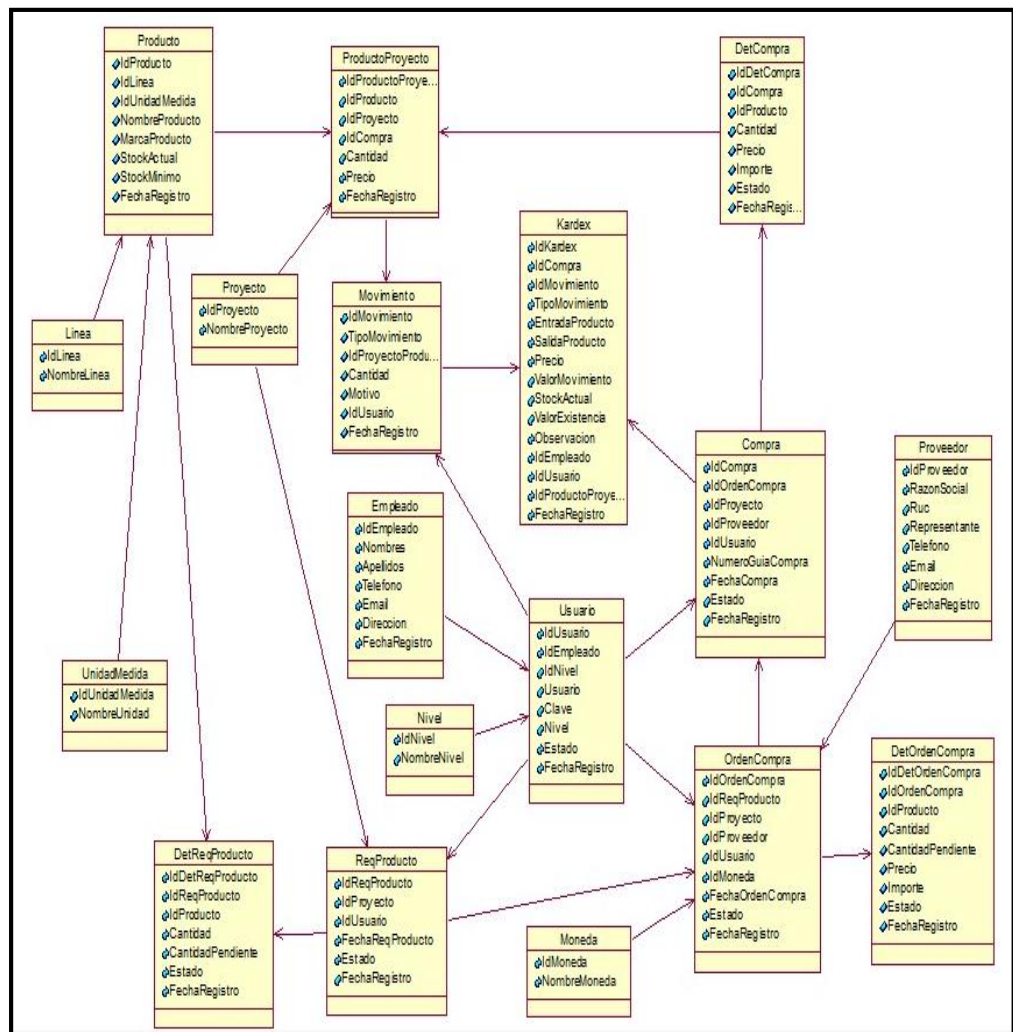 Producto
IdProducto
IdLinea
IdUnidadMedida
NombreProducto
MarcaProducto
StockActual
StockMinimo
FechaRegistro
ProductoProyecto
IdProductoProye...
IdProducto
IdProyecto
IdCompra
Cantidad
Precio
FechaRegistro
DetCompra
IdDetCompra
IdCompra
IdProducto
Cantidad
Precio
Importe
Estado
FechaRegis...
Kardex
IdKardex
IdCompra
IdMovimiento
TipoMovimiento
EntradaProducto
SalidaProducto
Precio
ValorMovimiento
StockActual
ValorExistencia
Observacion
IdEmpleado
IdUsuario
IdProductoProye...
FechaRegistro
Proyecto
IdProyecto
NombreProyecto
Movimiento
IdMovimiento
TipoMovimiento
IdProyectoProdu...
Cantidad
Motivo
IdUsuario
FechaRegistro
Linea
IdLinea
NombreLinea
Compra
IdCompra
IdOrdenCompra
IdProyecto
IdProveedor
IdUsuario
NumeroGuiaCompra
FechaCompra
Estado
FechaRegistro
Proveedor
IdProveedor
RazonSocial
Ruc
Representante
Telefono
Email
Direccion
FechaRegistro
Empleado
IdEmpleado
Nombres
Apellidos
Telefono
Email
Direccion
FechaRegistro
Usuario
IdUsuario
IdEmpleado
IdNivel
Usuario
Clave
Nivel
Estado
FechaRegistro
UnidadMedida
IdUnidadMedida
NombreUnidad
Nivel
IdNivel
NombreNivel
OrdenCompra
IdOrdenCompra
IdReqProducto
IdProyecto
IdProveedor
IdUsuario
IdMoneda
FechaOrdenCompra
Estado
FechaRegistro
DetOrdenCompra
IdDetOrdenCompra
IdOrdenCompra
IdProducto
Cantidad
CantidadPendiente
Precio
Importe
Estado
FechaRegistro
DetReqProducto
IdDetReqProducto
IdReqProducto
IdProducto
Cantidad
CantidadPendiente
Estado
FechaRegistro
ReqProducto
IdReqProducto
IdProyecto
IdUsuario
FechaReqProducto
Estado
FechaRegistro
Moneda
IdMoneda
NombreMoneda